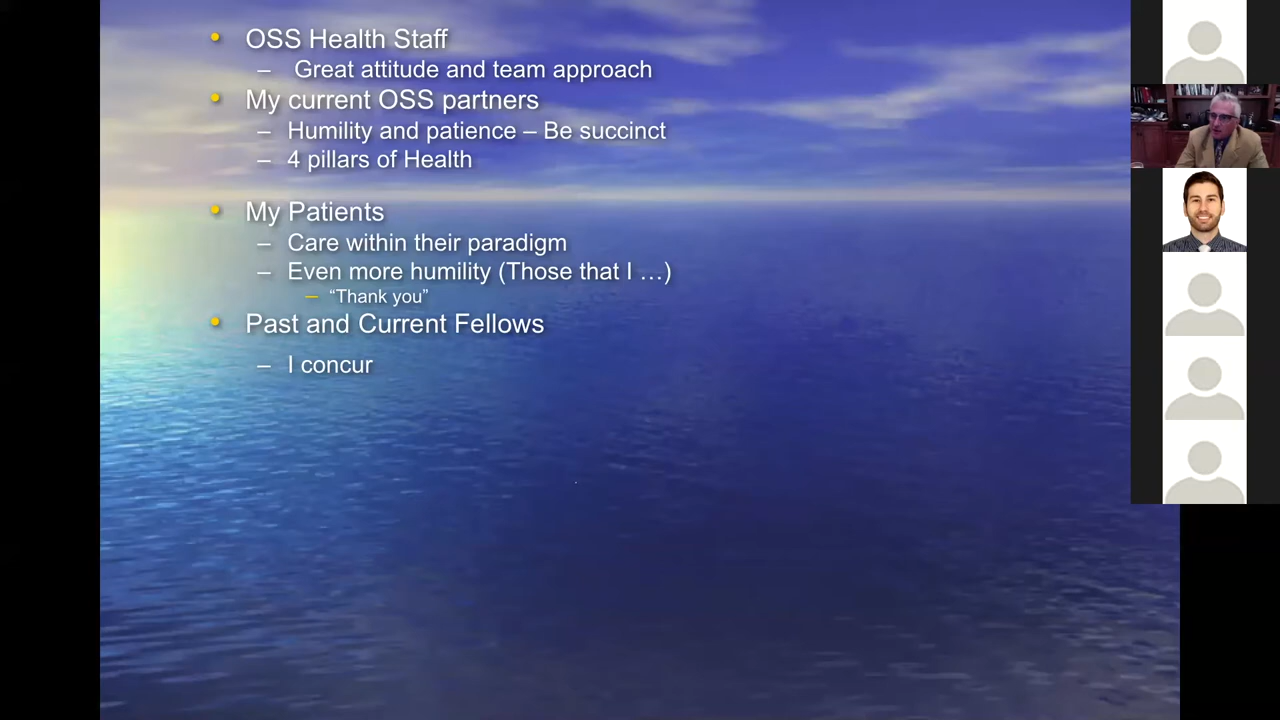 • OSS Health Staff
– Great attitude and team approach
• My current OSS partners
– Humility and patience – Be succinct
– 4 pillars of Health
• My Patients
– Care within their paradigm
– Even more humility (Those that I …)
– “Thank you”
• Past and Current Fellows
– I concur